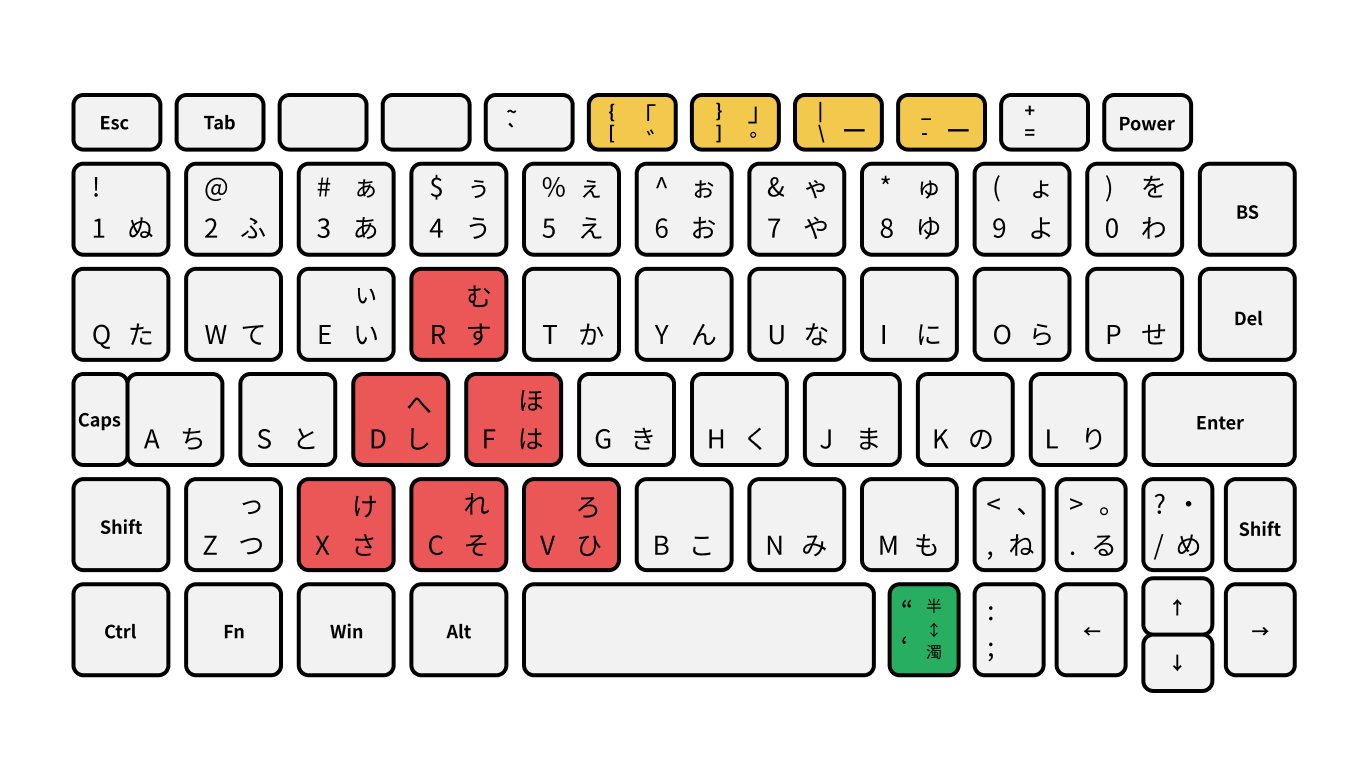 Esc Tab ~ ` { 「 [ ゛ } 」 ] ゜ | \ ー _ - ー + = Power
! 1 ぬ @ 2 ふ # ぁ 3 あ $ ぅ 4 う % ぇ 5 え ^ ぉ 6 お & ゃ 7 や * ゅ 8 ゆ ( ょ 9 よ ) を 0 わ BS
Q た W て ぃ E い む R す T か Y ん U な I に O ら P せ Del
Caps A ち S と へ D し ほ F は G き H く J ま K の L り Enter
Shift っ Z つ け X さ れ C そ ろ V ひ B こ N み M も < 、 , ね > 。 . る ? ・ / め Shift
Ctrl Fn Win Alt “ ‘ 半 ↕ 濁 : ; ← ↑ ↓ →